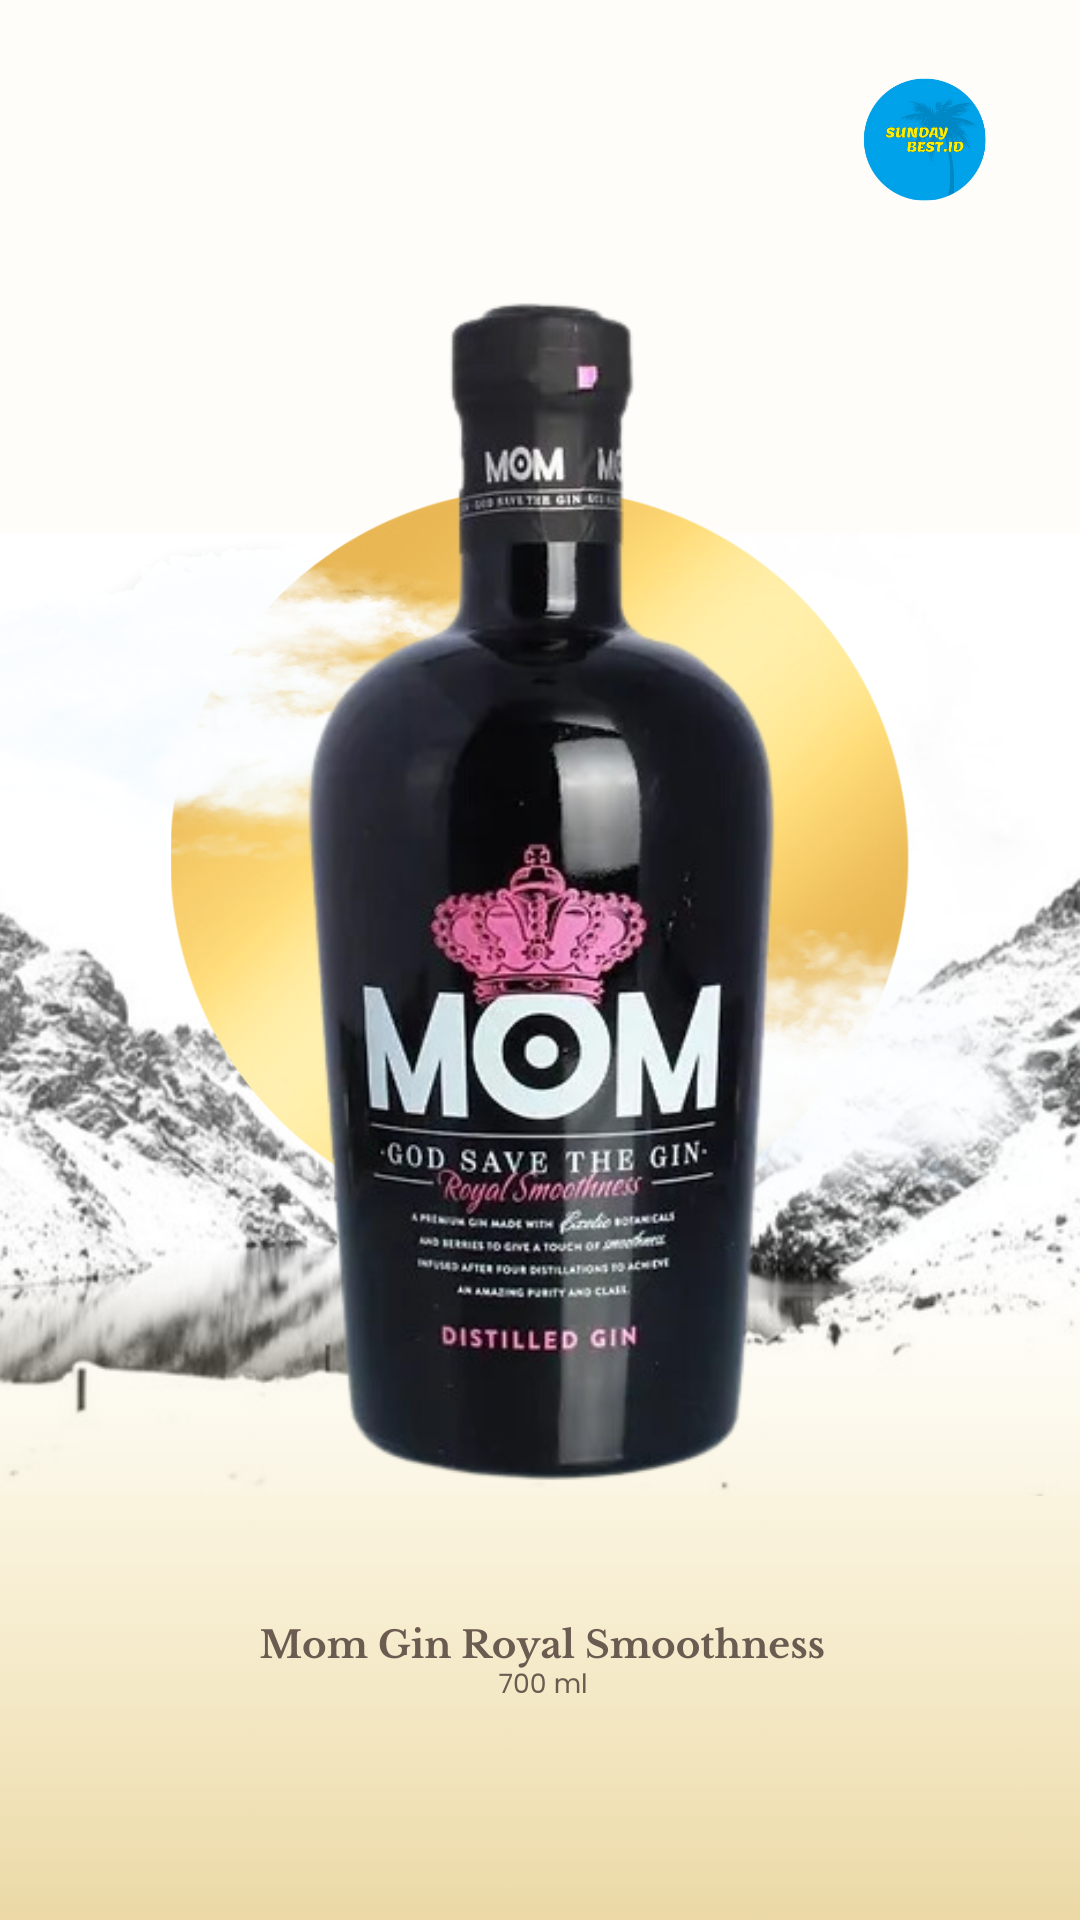 SUNDAY
BEST.ID
MOM MO
GOD SAVE THE GIN
MOM
·GOD SAVE THE GIN·
Royal Smoothness
A PREMIUM GIN MADE WITH Exotic BOTANICALS
AND BERRIES TO GIVE A TOUCH OF smoothness.
INFUSED AFTER FOUR DISTILLATIONS TO ACHIEVE
AN AMAZING PURITY AND CLASS.
DISTILLED GIN
Mom Gin Royal Smoothness
700 ml